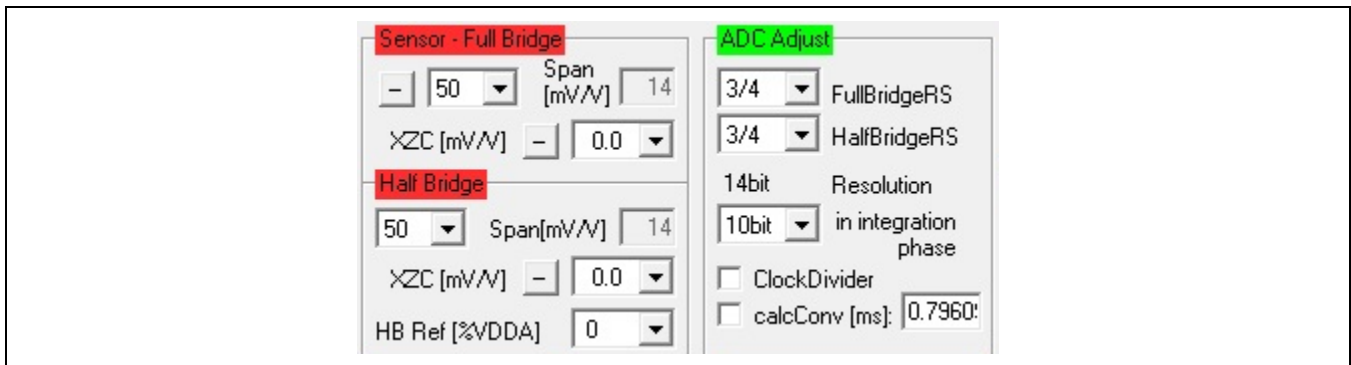 Sensor - Full Bridge
− 50 Span [mV/V] 14
XZC [mV/V] − 0.0
Half Bridge
50 Span[mV/V] 14
XZC [mV/V] − 0.0
HB Ref [%VDDA] 0
ADC Adjust
3/4 FullBridgeRS
3/4 HalfBridgeRS
14bit Resolution
10bit in integration
phase
ClockDivider
calcConv [ms]: 0.7960